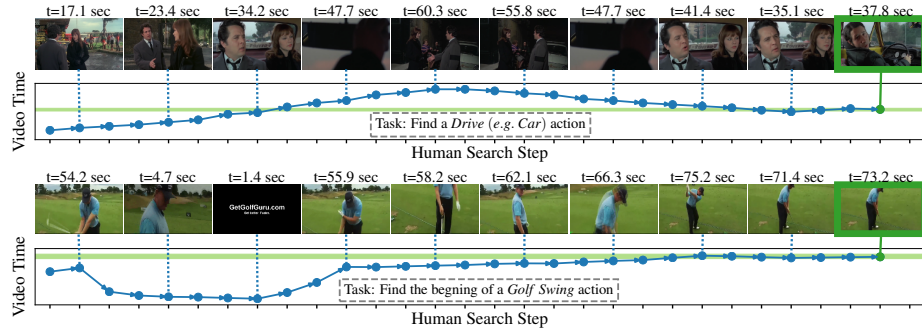 t=17.1 sec t=23.4 sec t=34.2 sec t=47.7 sec t=60.3 sec t=55.8 sec t=47.7 sec t=41.4 sec t=35.1 sec t=37.8 sec
Video Time
Task: Find a Drive (e.g. Car) action
Human Search Step
t=54.2 sec t=4.7 sec t=1.4 sec t=55.9 sec t=58.2 sec t=62.1 sec t=66.3 sec t=75.2 sec t=71.4 sec t=73.2 sec
GetGolfGuru.com
Video Time
Task: Find the begning of a Golf Swing action
Human Search Step